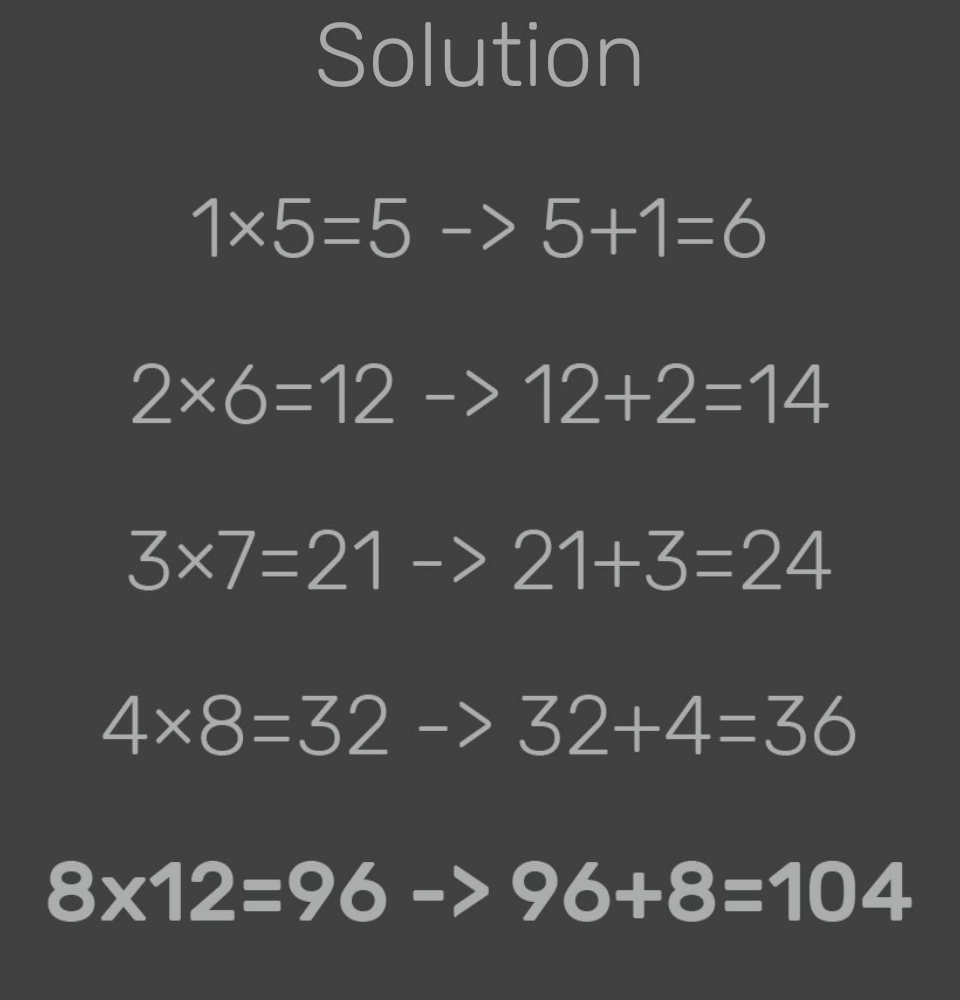 Solution
1×5=5 -> 5+1=6
2×6=12 -> 12+2=14
3×7=21 -> 21+3=24
4×8=32 -> 32+4=36
8x12=96 -> 96+8=104